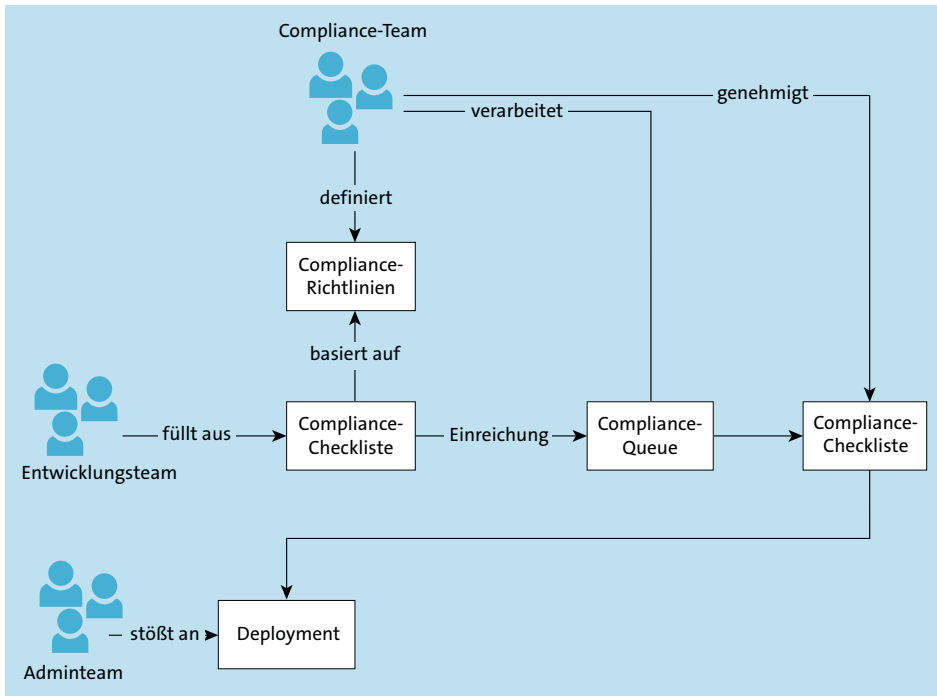 Compliance-Team
genehmigt
verarbeitet
definiert
Compliance-
Richtlinien
basiert auf
füllt aus
Compliance-
Checkliste
Einreichung
Compliance-
Queue
Compliance-
Checkliste
Entwicklungsteam
stößt an
Deployment
Adminteam